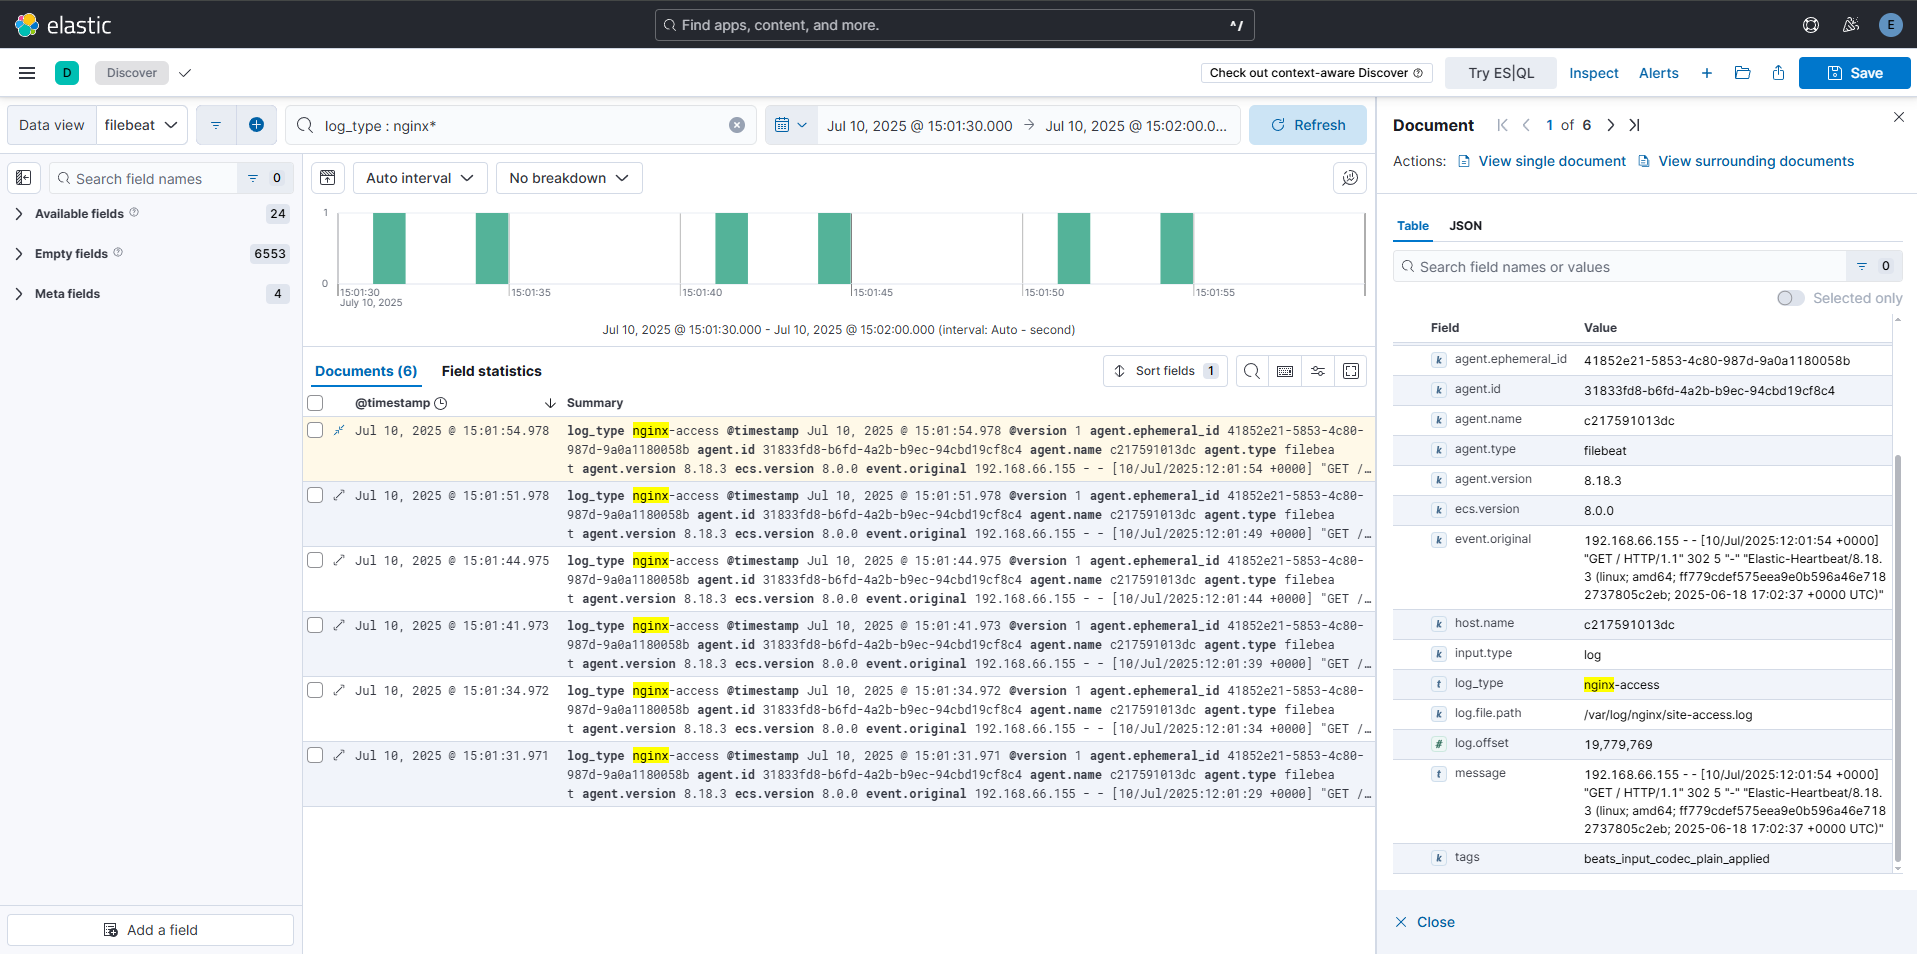 elastic
Find apps, content, and more.
^/
E
D
Discover
Check out context-aware Discover
Try ES|QL
Inspect
Alerts
Save
Data view
filebeat
log_type : nginx*
Jul 10, 2025 @ 15:01:30.000
Jul 10, 2025 @ 15:02:00.0...
Refresh
Search field names
0
Available fields
24
Empty fields
6553
Meta fields
4
Add a field
Auto interval
No breakdown
1
0
15:01:30
July 10, 2025
15:01:35
15:01:40
15:01:45
15:01:50
15:01:55
Jul 10, 2025 @ 15:01:30.000 - Jul 10, 2025 @ 15:02:00.000 (interval: Auto - second)
Documents (6)
Field statistics
Sort fields 1
@timestamp
Summary
Jul 10, 2025 @ 15:01:54.978
log_type nginx-access @timestamp Jul 10, 2025 @ 15:01:54.978 @version 1 agent.ephemeral_id 41852e21-5853-4c80-
987d-9a0a1180058b agent.id 31833fd8-b6fd-4a2b-b9ec-94cbd19cf8c4 agent.name c217591013dc agent.type filebea
t agent.version 8.18.3 ecs.version 8.0.0 event.original 192.168.66.155 - - [10/Jul/2025:12:01:54 +0000] "GET /…
Jul 10, 2025 @ 15:01:51.978
log_type nginx-access @timestamp Jul 10, 2025 @ 15:01:51.978 @version 1 agent.ephemeral_id 41852e21-5853-4c80-
987d-9a0a1180058b agent.id 31833fd8-b6fd-4a2b-b9ec-94cbd19cf8c4 agent.name c217591013dc agent.type filebea
t agent.version 8.18.3 ecs.version 8.0.0 event.original 192.168.66.155 - - [10/Jul/2025:12:01:49 +0000] "GET /…
Jul 10, 2025 @ 15:01:44.975
log_type nginx-access @timestamp Jul 10, 2025 @ 15:01:44.975 @version 1 agent.ephemeral_id 41852e21-5853-4c80-
987d-9a0a1180058b agent.id 31833fd8-b6fd-4a2b-b9ec-94cbd19cf8c4 agent.name c217591013dc agent.type filebea
t agent.version 8.18.3 ecs.version 8.0.0 event.original 192.168.66.155 - - [10/Jul/2025:12:01:44 +0000] "GET /…
Jul 10, 2025 @ 15:01:41.973
log_type nginx-access @timestamp Jul 10, 2025 @ 15:01:41.973 @version 1 agent.ephemeral_id 41852e21-5853-4c80-
987d-9a0a1180058b agent.id 31833fd8-b6fd-4a2b-b9ec-94cbd19cf8c4 agent.name c217591013dc agent.type filebea
t agent.version 8.18.3 ecs.version 8.0.0 event.original 192.168.66.155 - - [10/Jul/2025:12:01:39 +0000] "GET /…
Jul 10, 2025 @ 15:01:34.972
log_type nginx-access @timestamp Jul 10, 2025 @ 15:01:34.972 @version 1 agent.ephemeral_id 41852e21-5853-4c80-
987d-9a0a1180058b agent.id 31833fd8-b6fd-4a2b-b9ec-94cbd19cf8c4 agent.name c217591013dc agent.type filebea
t agent.version 8.18.3 ecs.version 8.0.0 event.original 192.168.66.155 - - [10/Jul/2025:12:01:34 +0000] "GET /…
Jul 10, 2025 @ 15:01:31.971
log_type nginx-access @timestamp Jul 10, 2025 @ 15:01:31.971 @version 1 agent.ephemeral_id 41852e21-5853-4c80-
987d-9a0a1180058b agent.id 31833fd8-b6fd-4a2b-b9ec-94cbd19cf8c4 agent.name c217591013dc agent.type filebea
t agent.version 8.18.3 ecs.version 8.0.0 event.original 192.168.66.155 - - [10/Jul/2025:12:01:29 +0000] "GET /…
Document
1 of 6
Actions:
View single document
View surrounding documents
Table
JSON
Search field names or values
0
Selected only
Field
Value
k agent.ephemeral_id 41852e21-5853-4c80-987d-9a0a1180058b
k agent.id 31833fd8-b6fd-4a2b-b9ec-94cbd19cf8c4
k agent.name c217591013dc
k agent.type filebeat
k agent.version 8.18.3
k ecs.version 8.0.0
k event.original 192.168.66.155 - - [10/Jul/2025:12:01:54 +0000]
"GET / HTTP/1.1" 302 5 "-" "Elastic-Heartbeat/8.18.
3 (linux; amd64; ff779cdef575eea9e0b596a46e718
2737805c2eb; 2025-06-18 17:02:37 +0000 UTC)"
k host.name c217591013dc
k input.type log
t log_type nginx-access
k log.file.path /var/log/nginx/site-access.log
# log.offset 19,779,769
t message 192.168.66.155 - - [10/Jul/2025:12:01:54 +0000]
"GET / HTTP/1.1" 302 5 "-" "Elastic-Heartbeat/8.18.
3 (linux; amd64; ff779cdef575eea9e0b596a46e718
2737805c2eb; 2025-06-18 17:02:37 +0000 UTC)"
k tags beats_input_codec_plain_applied
Close